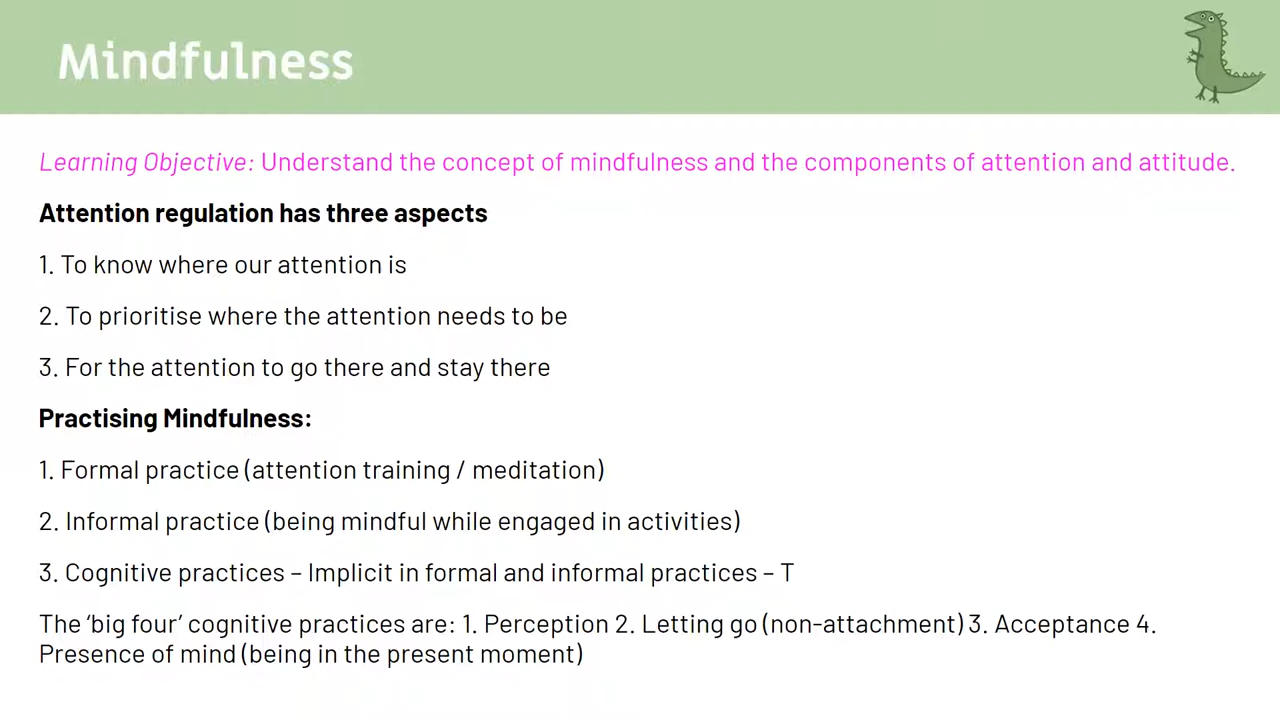 Mindfulness
Learning Objective: Understand the concept of mindfulness and the components of attention and attitude.
Attention regulation has three aspects
1. To know where our attention is
2. To prioritise where the attention needs to be
3. For the attention to go there and stay there
Practising Mindfulness:
1. Formal practice (attention training / meditation)
2. Informal practice (being mindful while engaged in activities)
3. Cognitive practices – Implicit in formal and informal practices – T
The ‘big four’ cognitive practices are: 1. Perception 2. Letting go (non-attachment) 3. Acceptance 4.
Presence of mind (being in the present moment)